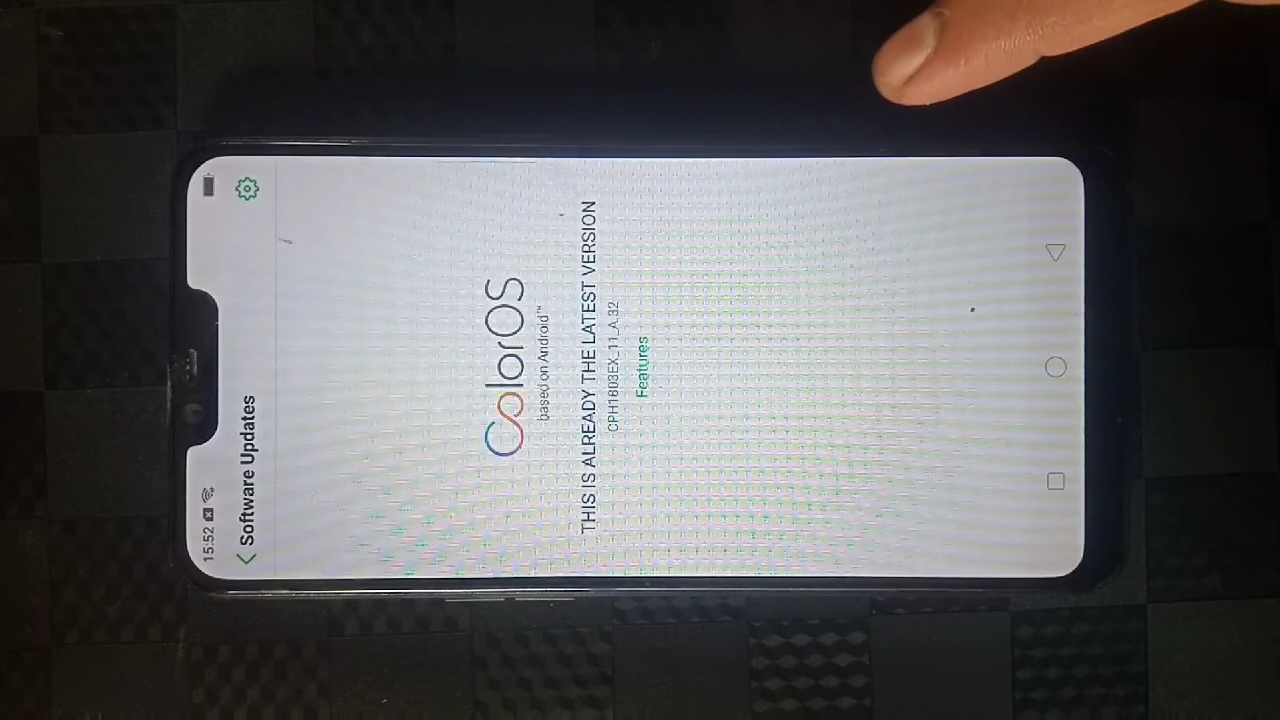 15:52
Software Updates
ColorOS
based on Android™
THIS IS ALREADY THE LATEST VERSION
CPH1803EX_11_A.32
Features